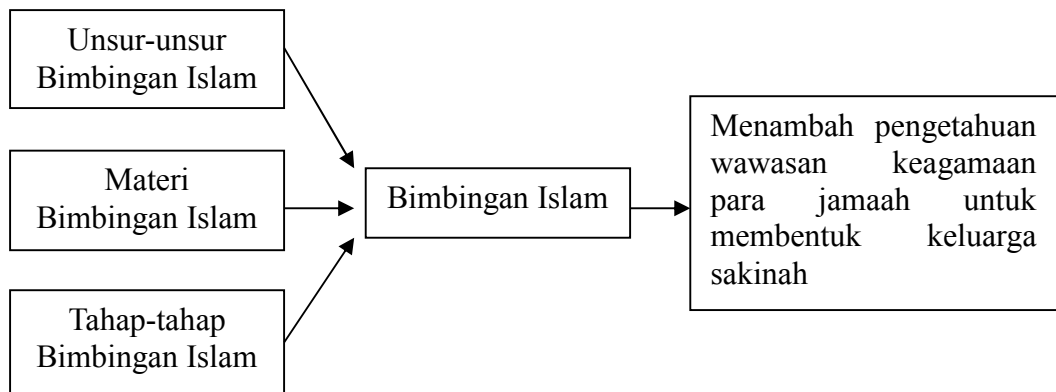 Unsur-unsur
Bimbingan Islam
Materi
Bimbingan Islam
Tahap-tahap
Bimbingan Islam
Bimbingan Islam
Menambah pengetahuan
wawasan keagamaan
para jamaah untuk
membentuk keluarga
sakinah